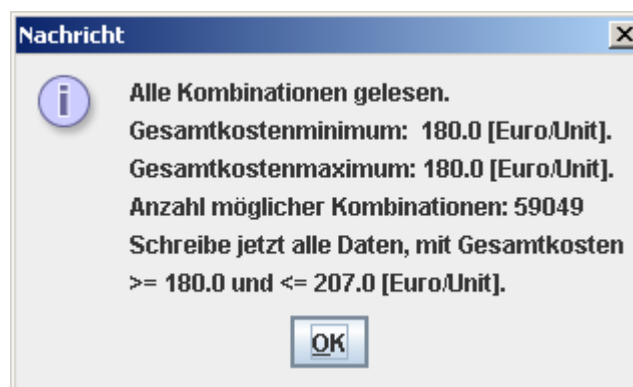 Nachricht
Alle Kombinationen gelesen.
Gesamtkostenminimum:  180.0 [Euro/Unit].
Gesamtkostenmaximum: 180.0 [Euro/Unit].
Anzahl möglicher Kombinationen: 59049
Schreibe jetzt alle Daten, mit Gesamtkosten
>= 180.0 und <= 207.0 [Euro/Unit].
OK